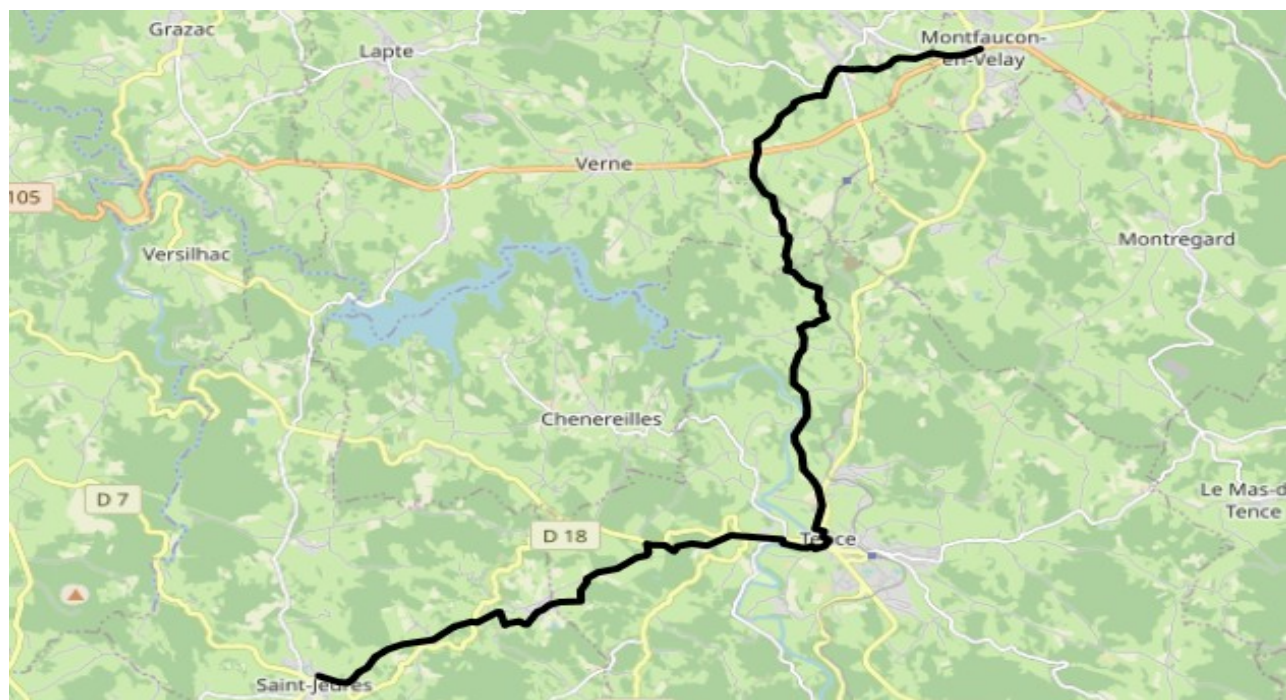 Grazac
Lapte
Montfaucon-
en-Velay
Verne
105
Montregard
Versilhac
Chenereilles
D 7
Le Mas-d
Tence
D 18
Tence
Saint-Jeures